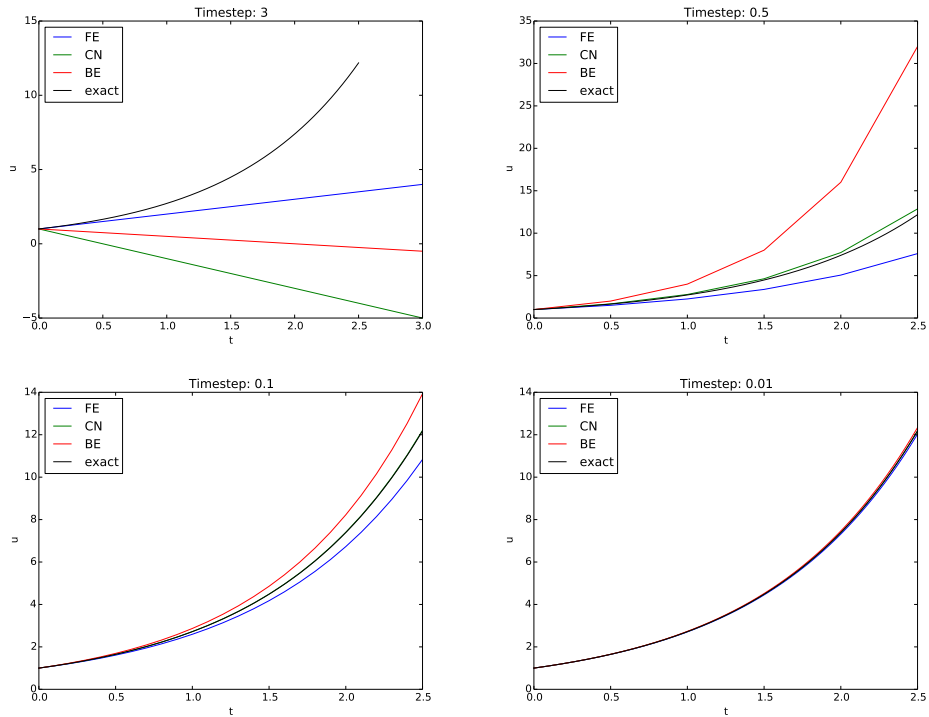 Timestep: 3
15
10
5
0
−5
u
FE
CN
BE
exact
0.0 0.5 1.0 1.5 2.0 2.5 3.0
t
Timestep: 0.5
35
30
25
20
15
10
5
0
u
FE
CN
BE
exact
0.0 0.5 1.0 1.5 2.0 2.5
t
Timestep: 0.1
14
12
10
8
6
4
2
0
u
FE
CN
BE
exact
0.0 0.5 1.0 1.5 2.0 2.5
t
Timestep: 0.01
14
12
10
8
6
4
2
0
u
FE
CN
BE
exact
0.0 0.5 1.0 1.5 2.0 2.5
t